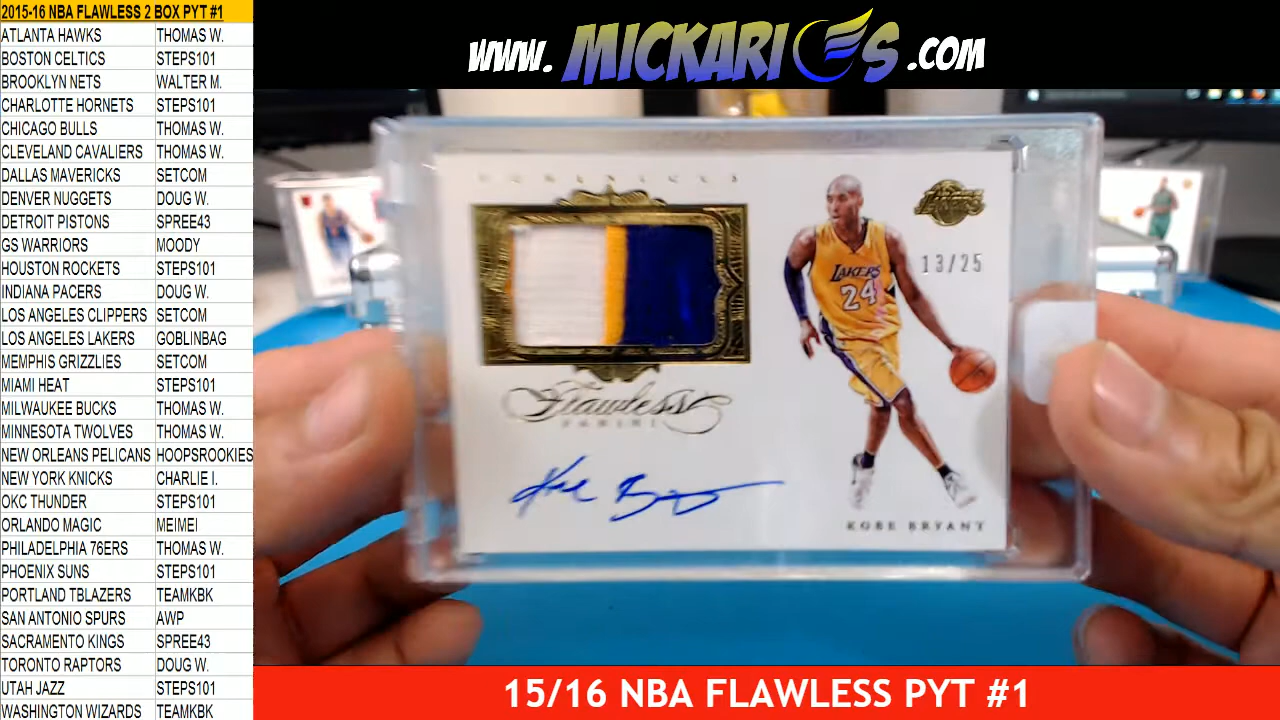 2015-16 NBA FLAWLESS 2 BOX PYT #1
ATLANTA HAWKS THOMAS W.
BOSTON CELTICS STEPS101
BROOKLYN NETS WALTER M.
CHARLOTTE HORNETS STEPS101
CHICAGO BULLS THOMAS W.
CLEVELAND CAVALIERS THOMAS W.
DALLAS MAVERICKS SETCOM
DENVER NUGGETS DOUG W.
DETROIT PISTONS SPREE43
GS WARRIORS MOODY
HOUSTON ROCKETS STEPS101
INDIANA PACERS DOUG W.
LOS ANGELES CLIPPERS SETCOM
LOS ANGELES LAKERS GOBLINBAG
MEMPHIS GRIZZLIES SETCOM
MIAMI HEAT STEPS101
MILWAUKEE BUCKS THOMAS W.
MINNESOTA TWOLVES THOMAS W.
NEW ORLEANS PELICANS HOOPSROOKIES
NEW YORK KNICKS CHARLIE I.
OKC THUNDER STEPS101
ORLANDO MAGIC MEIMEI
PHILADELPHIA 76ERS THOMAS W.
PHOENIX SUNS STEPS101
PORTLAND TBLAZERS TEAMKBK
SAN ANTONIO SPURS AWP
SACRAMENTO KINGS SPREE43
TORONTO RAPTORS DOUG W.
UTAH JAZZ STEPS101
WASHINGTON WIZARDS TEAMKBK
www.MICKARIES.com
LAKERS
13/25
LAKERS
24
Flawless
PANINI
KOBE BRYANT
15/16 NBA FLAWLESS PYT #1